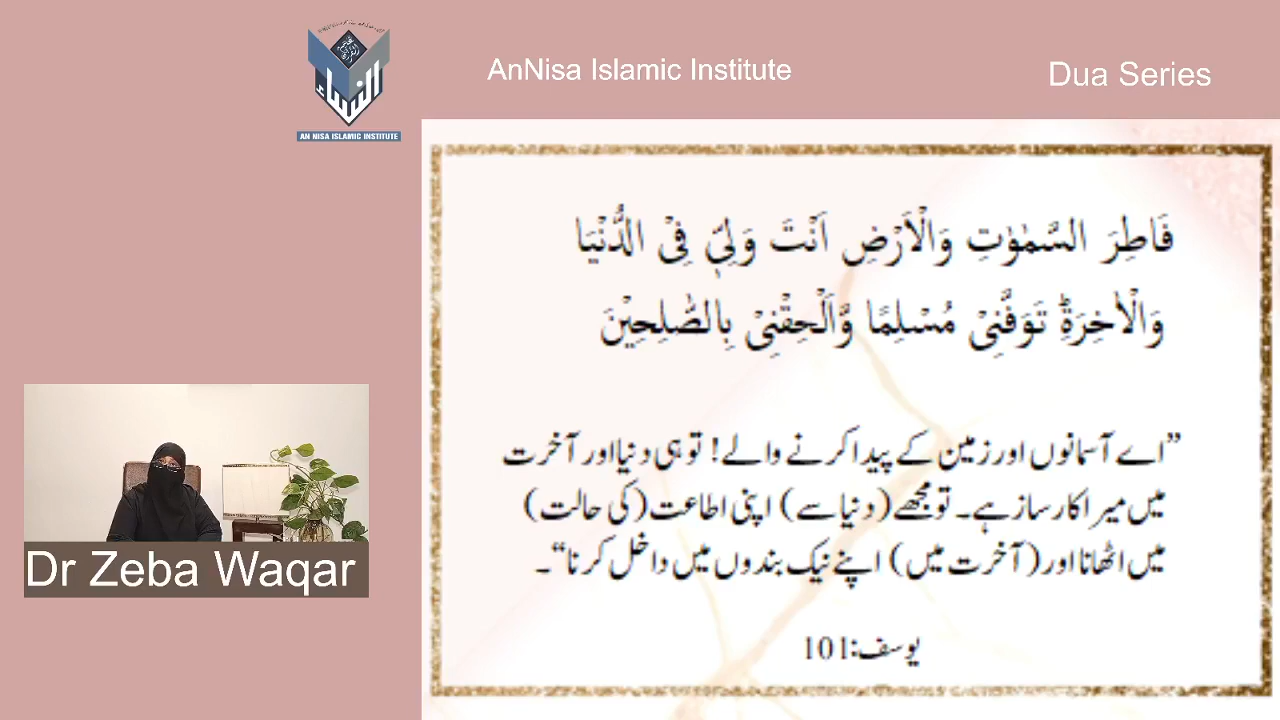 AnNisa Islamic Institute
Dua Series
النساء
AN NISA ISLAMIC INSTITUTE
فَاطِرَ السَّمٰوٰتِ وَالْاَرْضِ اَنْتَ وَلِیّٖ فِی الدُّنْیَا
وَالْاٰخِرَةِ ۚ تَوَفَّنِیْ مُسْلِمًا وَّاَلْحِقْنِیْ بِالصّٰلِحِیْنَ
”اے آسمانوں اور زمین کے پیدا کرنے والے! تو ہی دنیا اور آخرت
میں میرا کارساز ہے۔ تو مجھے (دنیا سے) اپنی اطاعت (کی حالت)
میں اٹھانا اور (آخرت میں) اپنے نیک بندوں میں داخل کرنا“۔
یوسف:101
Dr Zeba Waqar